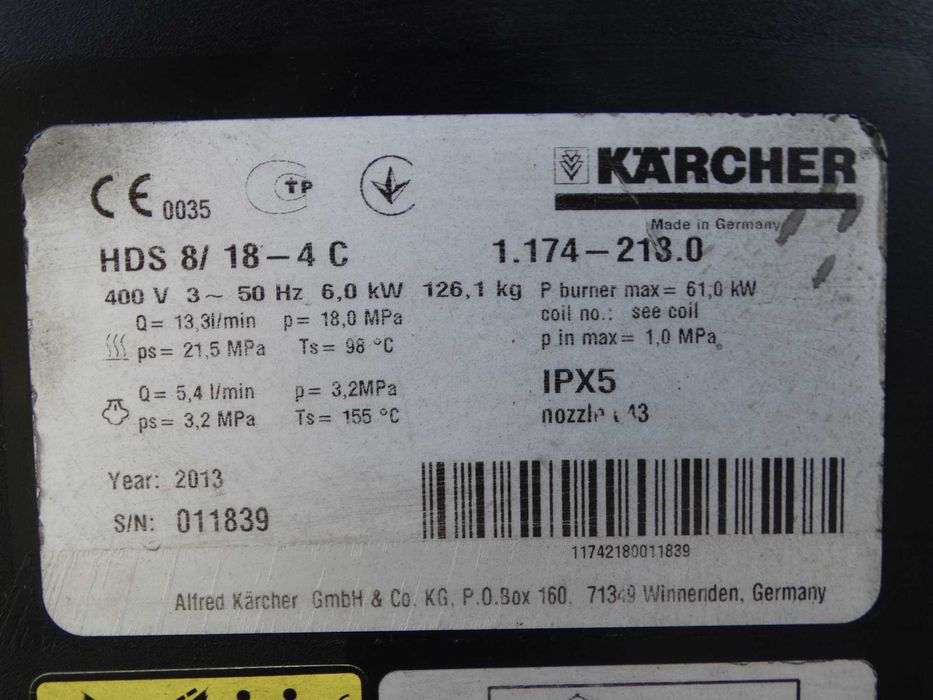 CE 0035
TP
KÄRCHER®
Made in Germany
HDS 8/ 18-4 C 1.174-218.0
400 V 3~ 50 Hz 6,0 kW 126,1 kg P burner max= 61,0 kW
Q= 13,3l/min p= 18,0 MPa coil no.: see coil
ps= 21,5 MPa Ts= 98 °C p in max= 1,0 MPa
Q= 5,4 l/min p= 3,2MPa IPX5
ps= 3,2 MPa Ts= 155 °C nozzle 43
Year: 2013
S/N: 011839
11742180011839
Alfred Kärcher GmbH & Co. KG, P.O.Box 160, 71349 Winnenden, Germany